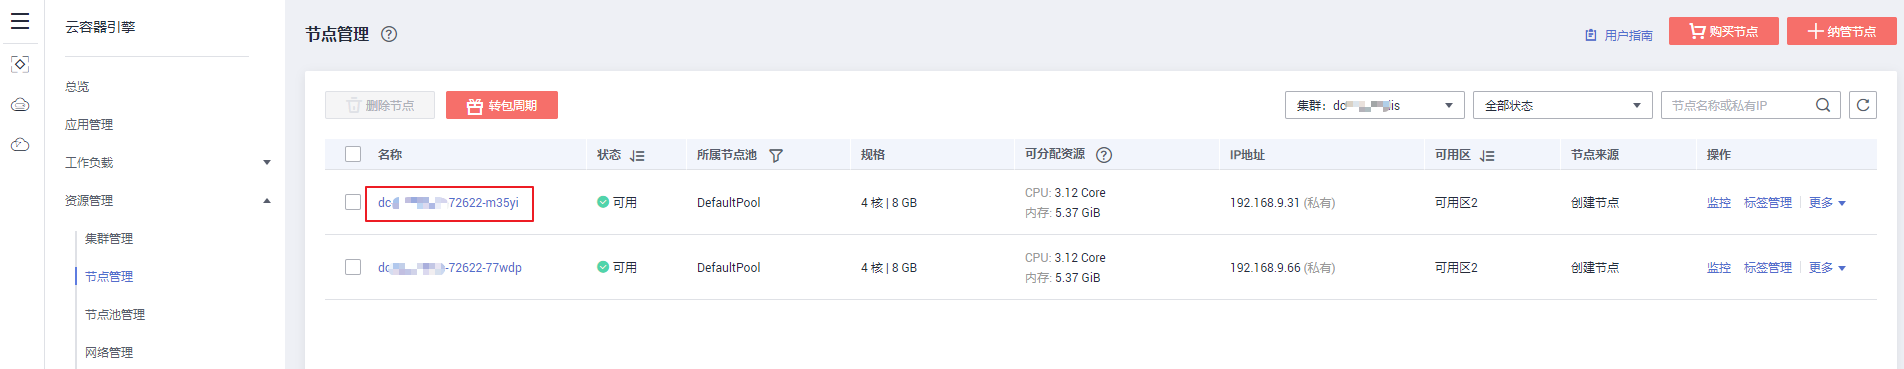 云容器引擎
总览
应用管理
工作负载
资源管理
集群管理
节点管理
节点池管理
网络管理
节点管理
用户指南
购买节点
纳管节点
删除节点
转包周期
集群: dc is
全部状态
节点名称或私有IP
名称 状态 所属节点池 规格 可分配资源 IP地址 可用区 节点来源 操作
dc 72622-m35yi 可用 DefaultPool 4 核 | 8 GB CPU: 3.12 Core 192.168.9.31 (私有) 可用区2 创建节点 监控 标签管理 更多
内存: 5.37 GiB
dc -72622-77wdp 可用 DefaultPool 4 核 | 8 GB CPU: 3.12 Core 192.168.9.66 (私有) 可用区2 创建节点 监控 标签管理 更多
内存: 5.37 GiB